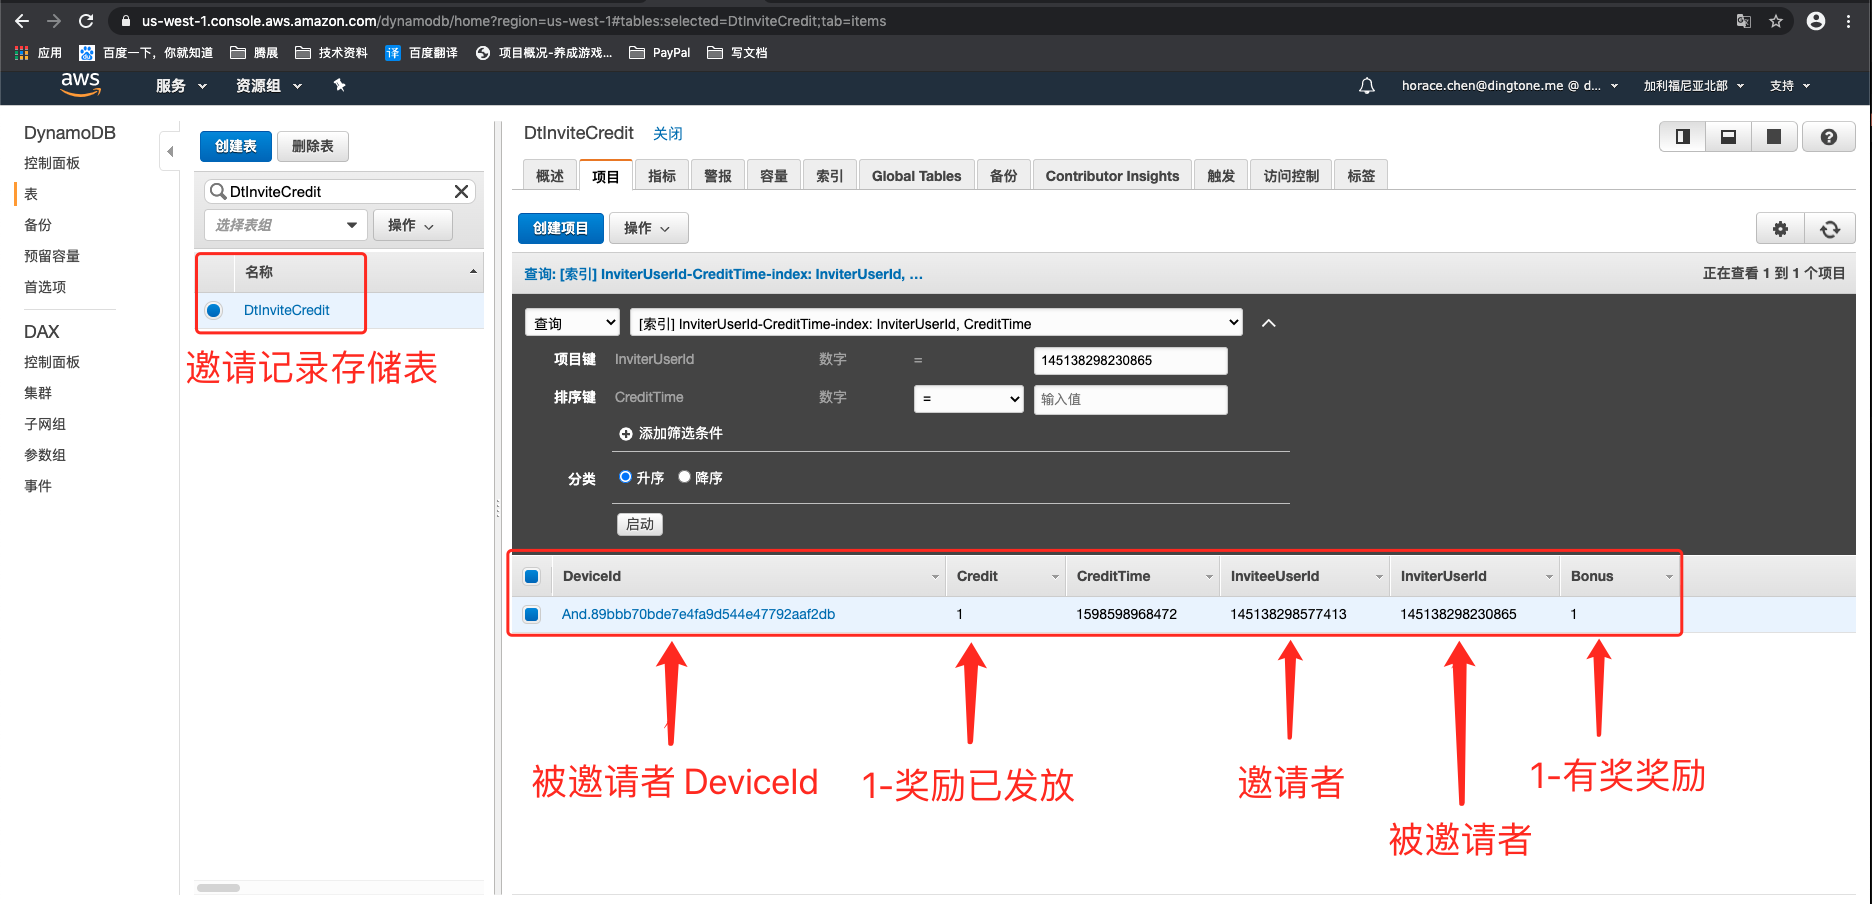 us-west-1.console.aws.amazon.com/dynamodb/home?region=us-west-1#tables:selected=DtInviteCredit;tab=items
应用 百度一下，你就知道 腾展 技术资料 译 百度翻译 项目概况-养成游戏... PayPal 写文档
aws 服务 资源组 horace.chen@dingtone.me @ d... 加利福尼亚北部 支持
DynamoDB
控制面板
表
备份
预留容量
首选项
DAX
控制面板
集群
子网组
参数组
事件
创建表 删除表
DtInviteCredit
选择表组 操作
名称
DtInviteCredit
邀请记录存储表
DtInviteCredit 关闭
概述 项目 指标 警报 容量 索引 Global Tables 备份 Contributor Insights 触发 访问控制 标签
创建项目 操作
查询: [索引] InviterUserId-CreditTime-index: InviterUserId, ... 正在查看 1 到 1 个项目
查询 [索引] InviterUserId-CreditTime-index: InviterUserId, CreditTime
项目键 InviterUserId 数字 = 145138298230865
排序键 CreditTime 数字 = 输入值
添加筛选条件
分类 升序 降序
启动
DeviceId Credit CreditTime InviteeUserId InviterUserId Bonus
And.89bbb70bde7e4fa9d544e47792aaf2db 1 1598598968472 145138298577413 145138298230865 1
被邀请者 DeviceId 1-奖励已发放 邀请者 1-有奖奖励
被邀请者